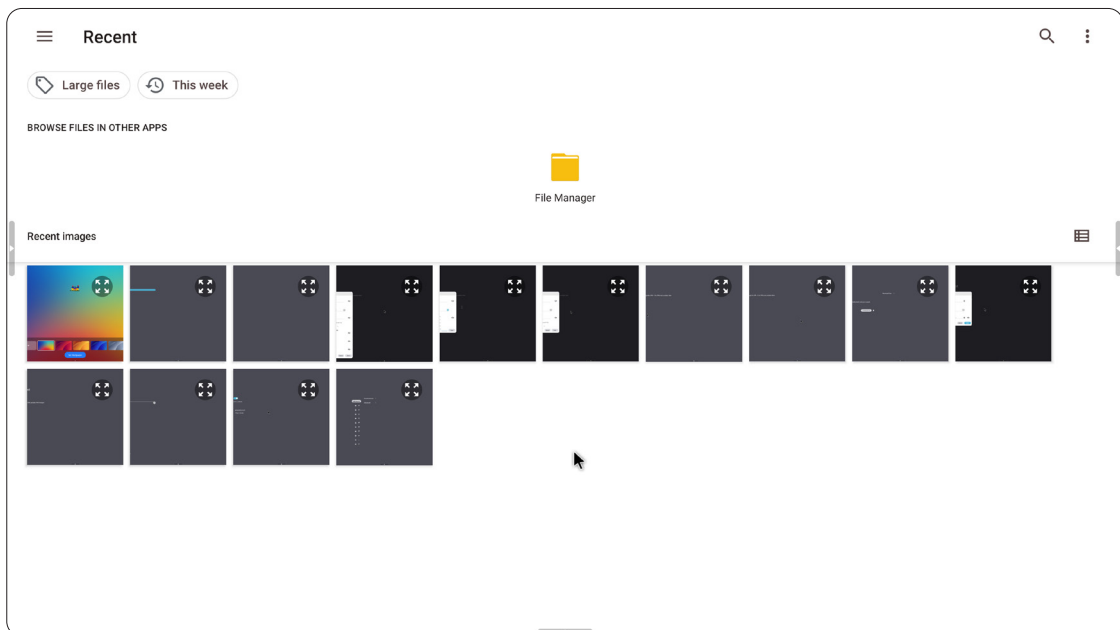 Recent
Large files
This week
BROWSE FILES IN OTHER APPS
File Manager
Recent images